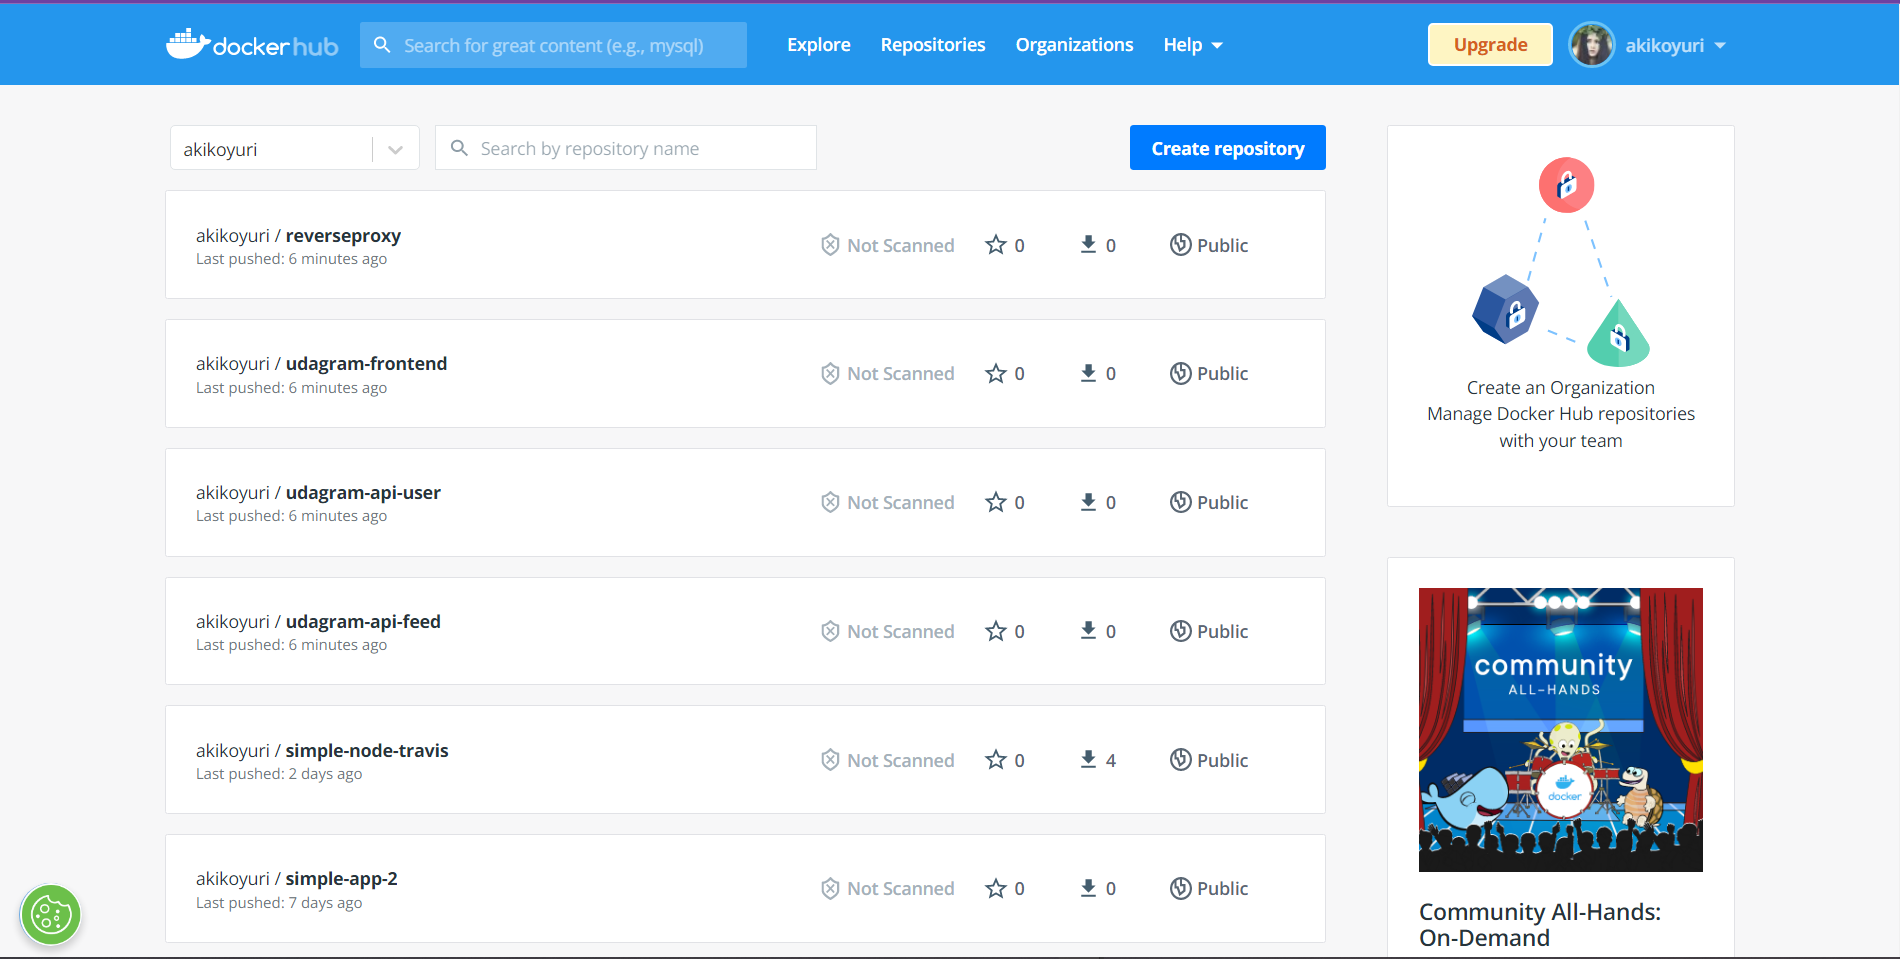 docker hub
Search for great content (e.g., mysql)
Explore
Repositories
Organizations
Help
Upgrade
akikoyuri
akikoyuri
Search by repository name
Create repository
akikoyuri / reverseproxy
Last pushed: 6 minutes ago
Not Scanned
0
0
Public
akikoyuri / udagram-frontend
Last pushed: 6 minutes ago
Not Scanned
0
0
Public
akikoyuri / udagram-api-user
Last pushed: 6 minutes ago
Not Scanned
0
0
Public
akikoyuri / udagram-api-feed
Last pushed: 6 minutes ago
Not Scanned
0
0
Public
akikoyuri / simple-node-travis
Last pushed: 2 days ago
Not Scanned
0
4
Public
akikoyuri / simple-app-2
Last pushed: 7 days ago
Not Scanned
0
0
Public
Create an Organization
Manage Docker Hub repositories
with your team
community
ALL-HANDS
docker
Community All-Hands:
On-Demand